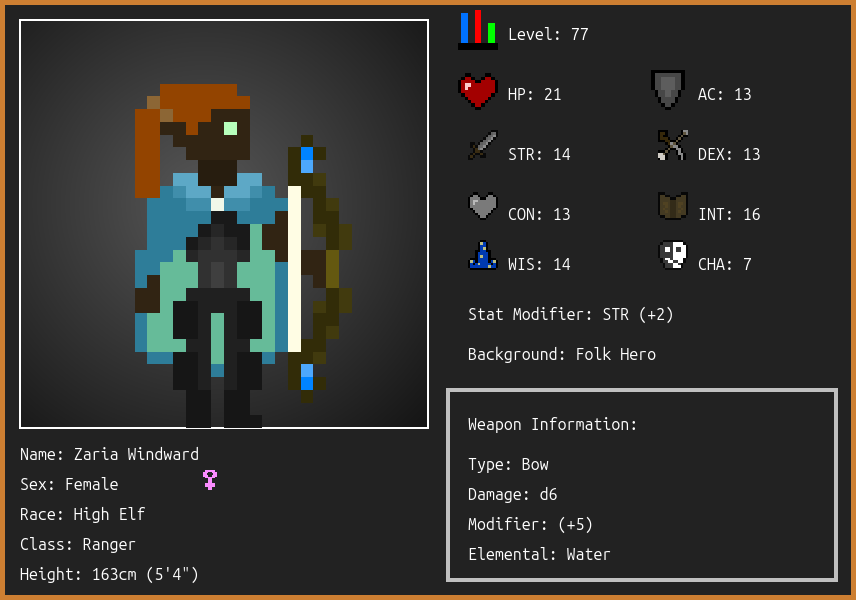 Level: 77
HP: 21
AC: 13
STR: 14
DEX: 13
CON: 13
INT: 16
WIS: 14
CHA: 7
Stat Modifier: STR (+2)
Background: Folk Hero
Weapon Information:
Type: Bow
Damage: d6
Modifier: (+5)
Elemental: Water
Name: Zaria Windward
Sex: Female
Race: High Elf
Class: Ranger
Height: 163cm (5'4")